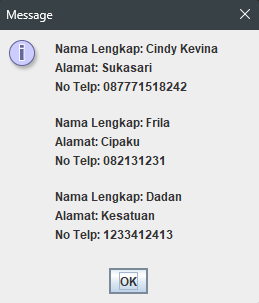 Message
Nama Lengkap: Cindy Kevina
Alamat: Sukasari
No Telp: 087771518242
Nama Lengkap: Frila
Alamat: Cipaku
No Telp: 082131231
Nama Lengkap: Dadan
Alamat: Kesatuan
No Telp: 1233412413
OK